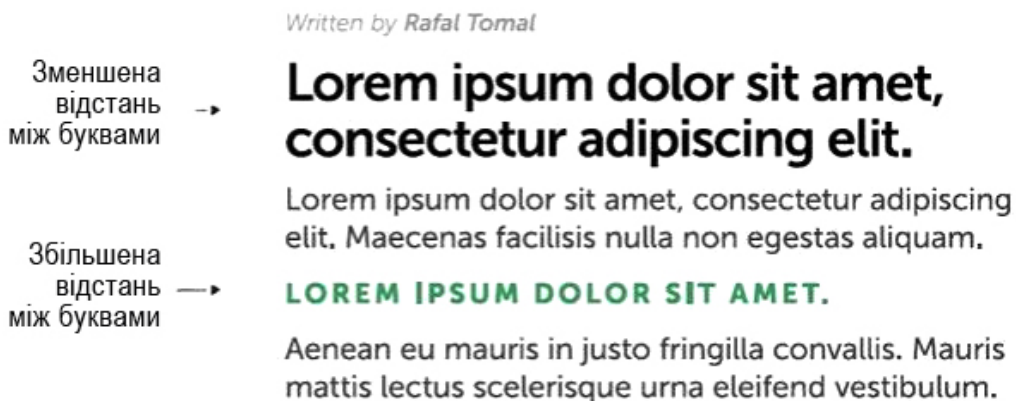 Written by Rafal Tomal
Зменшена
відстань
між буквами
Lorem ipsum dolor sit amet,
consectetur adipiscing elit.
Lorem ipsum dolor sit amet, consectetur adipiscing
elit. Maecenas facilisis nulla non egestas aliquam.
Збільшена
відстань
між буквами
LOREM IPSUM DOLOR SIT AMET.
Aenean eu mauris in justo fringilla convallis. Mauris
mattis lectus scelerisque urna eleifend vestibulum.